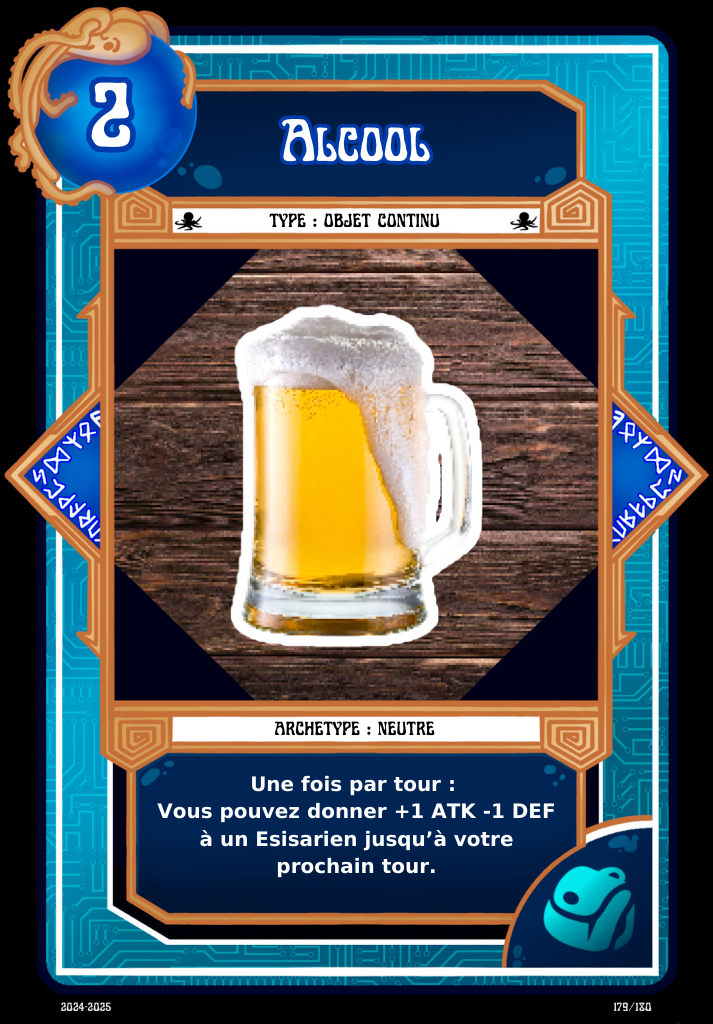 2
Alcool
TYPE : OBJET CONTINU
ARCHETYPE : NEUTRE
Une fois par tour :
Vous pouvez donner +1 ATK -1 DEF
à un Esisarien jusqu’à votre
prochain tour.
2024-2025
179/180